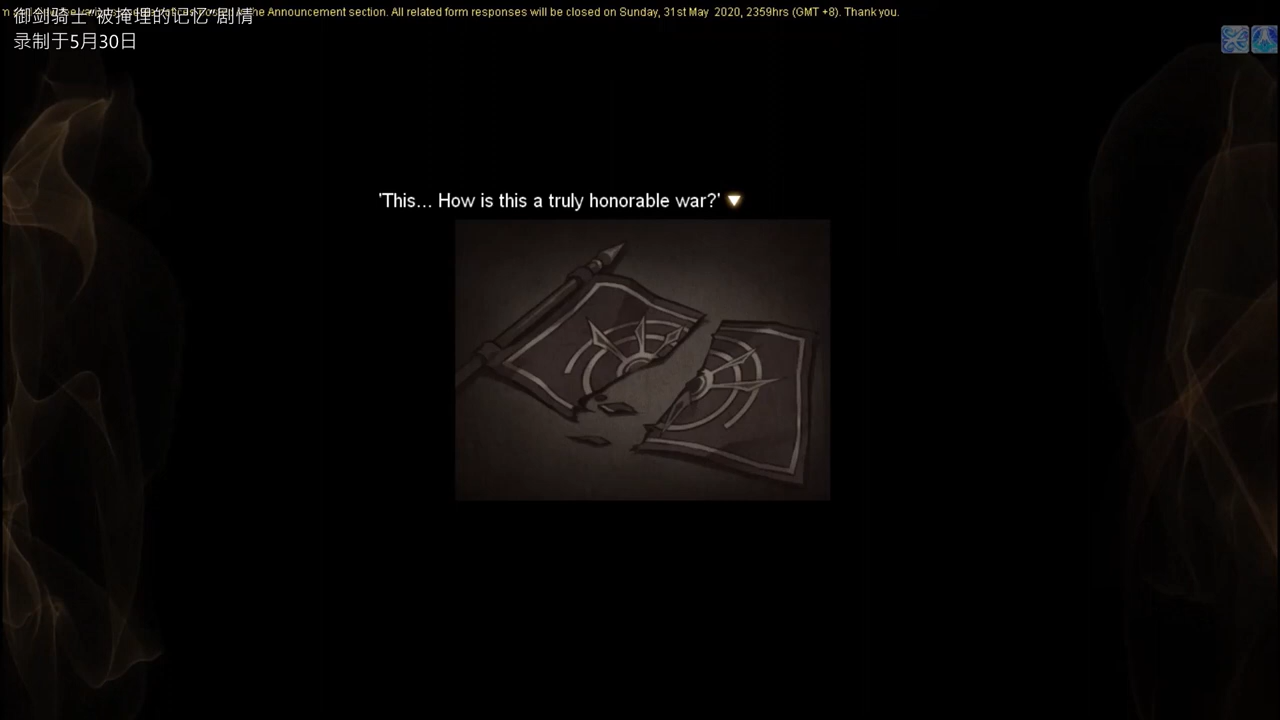 御剑骑士"被掩埋的记忆"剧情
the Announcement section. All related form responses will be closed on Sunday, 31st May 2020, 2359hrs (GMT +8). Thank you.
录制于5月30日
'This... How is this a truly honorable war?'